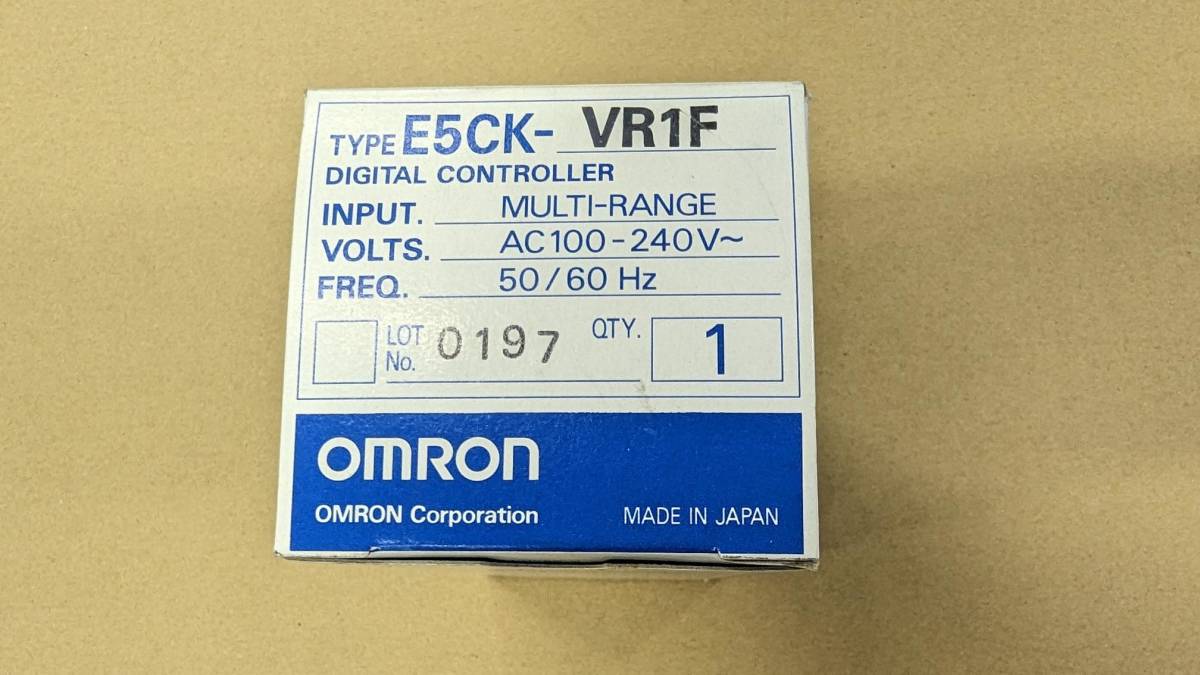 TYPE E5CK- VR1F
DIGITAL CONTROLLER
INPUT. MULTI-RANGE
VOLTS. AC100-240V~
FREQ. 50/60 Hz
LOT No. 0197 QTY. 1
OMRON
OMRON Corporation MADE IN JAPAN